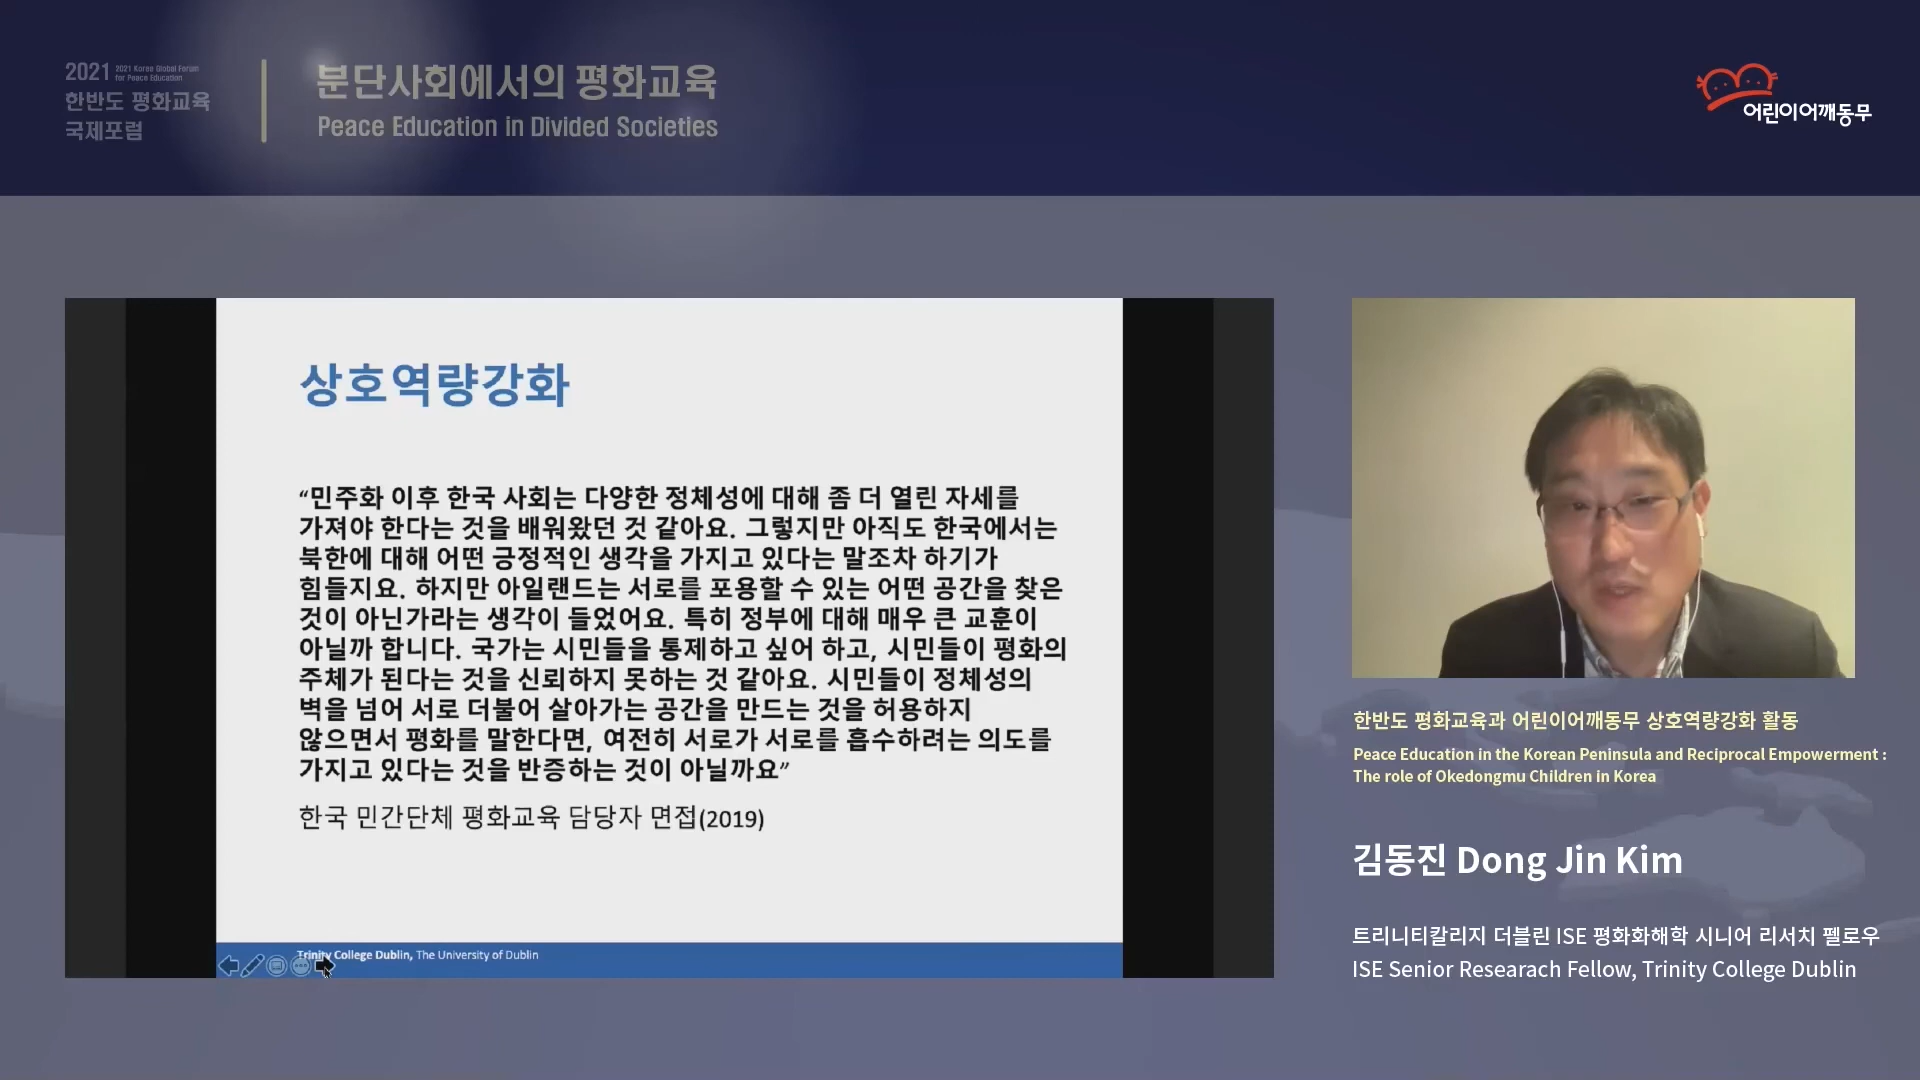 2021 2021 Korea Global Forum
for Peace Education
한반도 평화교육
국제포럼
분단사회에서의 평화교육
Peace Education in Divided Societies
어린이어깨동무
상호역량강화
“민주화 이후 한국 사회는 다양한 정체성에 대해 좀 더 열린 자세를
가져야 한다는 것을 배워왔던 것 같아요. 그렇지만 아직도 한국에서는
북한에 대해 어떤 긍정적인 생각을 가지고 있다는 말조차 하기가
힘들지요. 하지만 아일랜드는 서로를 포용할 수 있는 어떤 공간을 찾은
것이 아닌가라는 생각이 들었어요. 특히 정부에 대해 매우 큰 교훈이
아닐까 합니다. 국가는 시민들을 통제하고 싶어 하고, 시민들이 평화의
주체가 된다는 것을 신뢰하지 못하는 것 같아요. 시민들이 정체성의
벽을 넘어 서로 더불어 살아가는 공간을 만드는 것을 허용하지
않으면서 평화를 말한다면, 여전히 서로가 서로를 흡수하려는 의도를
가지고 있다는 것을 반증하는 것이 아닐까요”
한국 민간단체 평화교육 담당자 면접(2019)
Trinity College Dublin, The University of Dublin
한반도 평화교육과 어린이어깨동무 상호역량강화 활동
Peace Education in the Korean Peninsula and Reciprocal Empowerment :
The role of Okedongmu Children in Korea
김동진 Dong Jin Kim
트리니티칼리지 더블린 ISE 평화화해학 시니어 리서치 펠로우
ISE Senior Researach Fellow, Trinity College Dublin